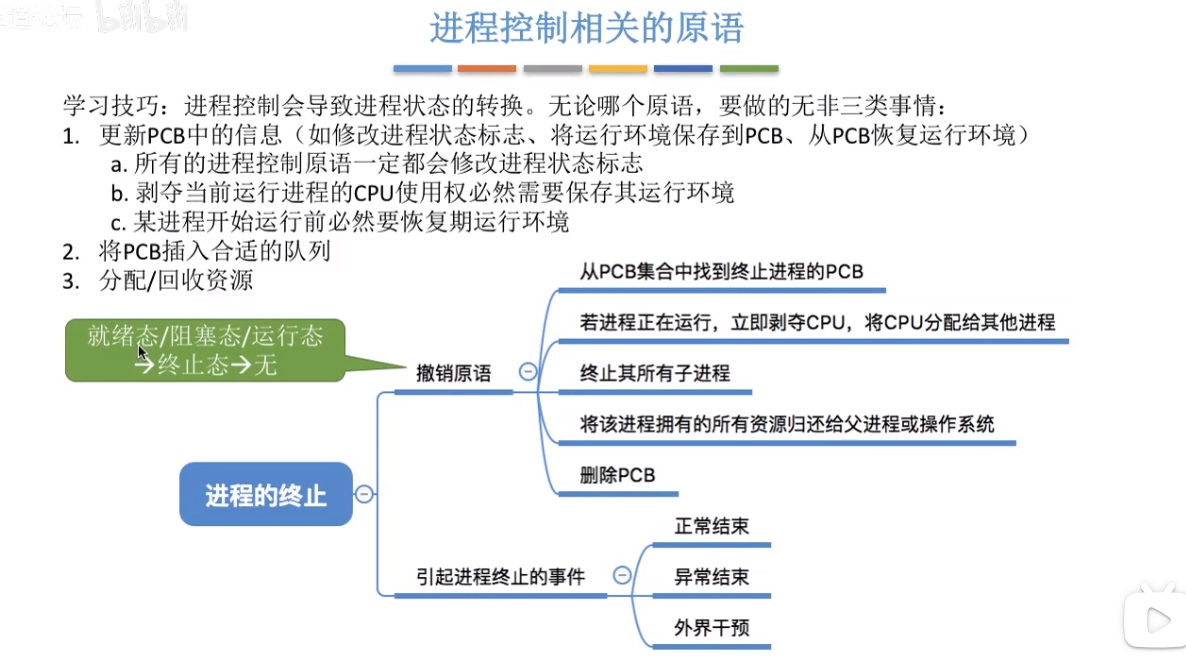 bilibili
进程控制相关的原语
学习技巧：进程控制会导致进程状态的转换。无论哪个原语，要做的无非三类事情：
1. 更新PCB中的信息（如修改进程状态标志、将运行环境保存到PCB、从PCB恢复运行环境）
a. 所有的进程控制原语一定都会修改进程状态标志
b. 剥夺当前运行进程的CPU使用权必然需要保存其运行环境
c. 某进程开始运行前必然要恢复期运行环境
2. 将PCB插入合适的队列
3. 分配/回收资源
从PCB集合中找到终止进程的PCB
若进程正在运行，立即剥夺CPU，将CPU分配给其他进程
就绪态/阻塞态/运行态
→终止态→无
撤销原语
终止其所有子进程
将该进程拥有的所有资源归还给父进程或操作系统
删除PCB
进程的终止
引起进程终止的事件
正常结束
异常结束
外界干预